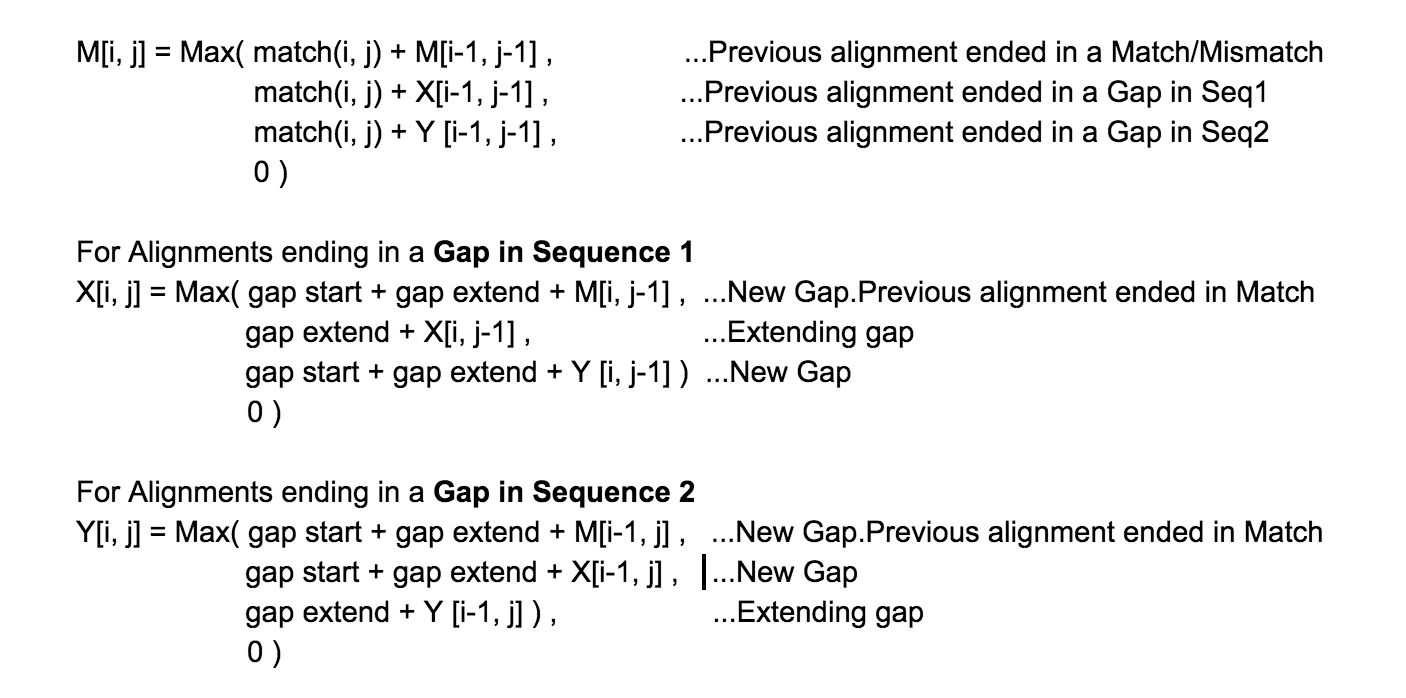 M[i, j] = Max( match(i, j) + M[i-1, j-1] , ...Previous alignment ended in a Match/Mismatch
match(i, j) + X[i-1, j-1] , ...Previous alignment ended in a Gap in Seq1
match(i, j) + Y [i-1, j-1] , ...Previous alignment ended in a Gap in Seq2
0 )
For Alignments ending in a Gap in Sequence 1
X[i, j] = Max( gap start + gap extend + M[i, j-1] , ...New Gap.Previous alignment ended in Match
gap extend + X[i, j-1] , ...Extending gap
gap start + gap extend + Y [i, j-1] ) ...New Gap
0 )
For Alignments ending in a Gap in Sequence 2
Y[i, j] = Max( gap start + gap extend + M[i-1, j] , ...New Gap.Previous alignment ended in Match
gap start + gap extend + X[i-1, j] , ...New Gap
gap extend + Y [i-1, j] ) , ...Extending gap
0 )